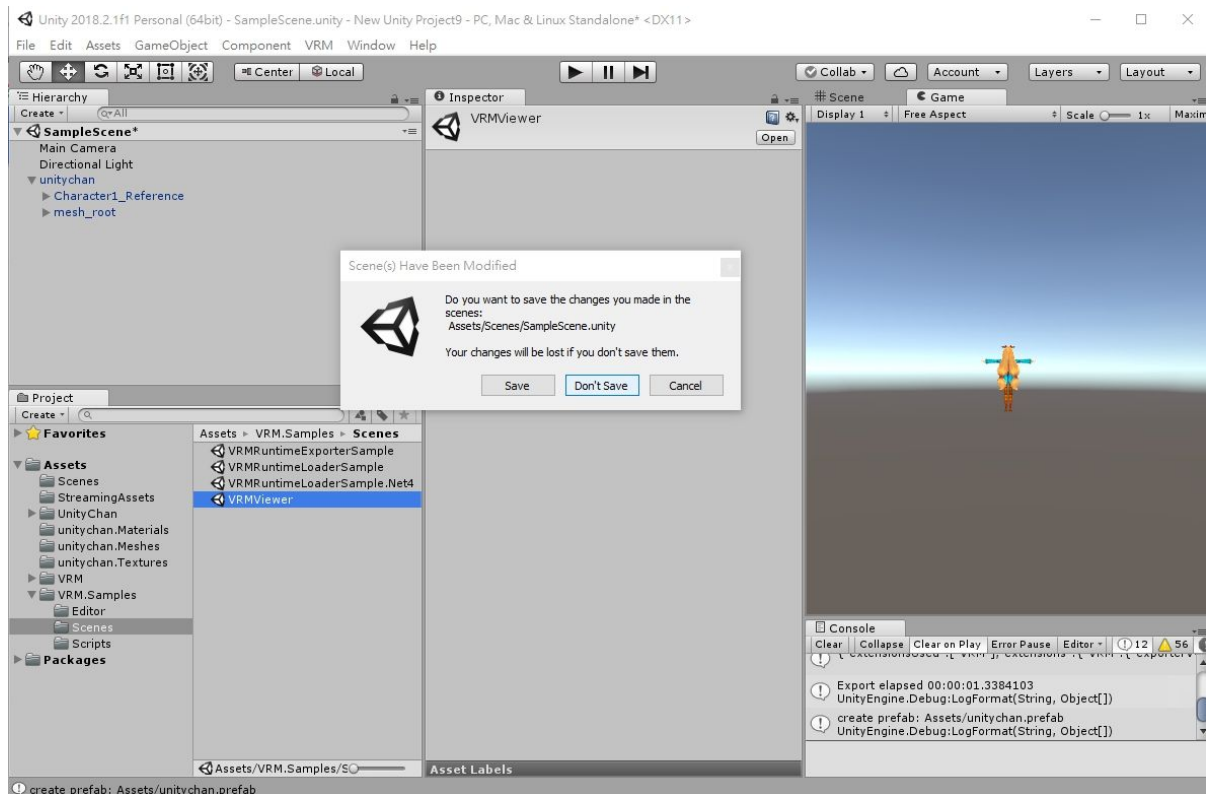 Unity 2018.2.1f1 Personal (64bit) - SampleScene.unity - New Unity Project9 - PC, Mac & Linux Standalone* <DX11>
File Edit Assets GameObject Component VRM Window Help
Center Local Collab Account Layers Layout
Hierarchy
Create All
SampleScene*
Main Camera
Directional Light
unitychan
Character1_Reference
mesh_root
Inspector
VRMViewer
Open
Scene Game
Display 1 Free Aspect Scale 1x Maxim
Scene(s) Have Been Modified
Do you want to save the changes you made in the
scenes:
Assets/Scenes/SampleScene.unity
Your changes will be lost if you don't save them.
Save Don't Save Cancel
Project
Create
Favorites
Assets
Scenes
StreamingAssets
UnityChan
unitychan.Materials
unitychan.Meshes
unitychan.Textures
VRM
VRM.Samples
Editor
Scenes
Scripts
Packages
Assets VRM.Samples Scenes
VRMRuntimeExporterSample
VRMRuntimeLoaderSample
VRMRuntimeLoaderSample.Net4
VRMViewer
Assets/VRM.Samples/S
Asset Labels
Console
Clear Collapse Clear on Play Error Pause Editor 12 56
Export elapsed 00:00:01.3384103
UnityEngine.Debug:LogFormat(String, Object[])
create prefab: Assets/unitychan.prefab
UnityEngine.Debug:LogFormat(String, Object[])
create prefab: Assets/unitychan.prefab